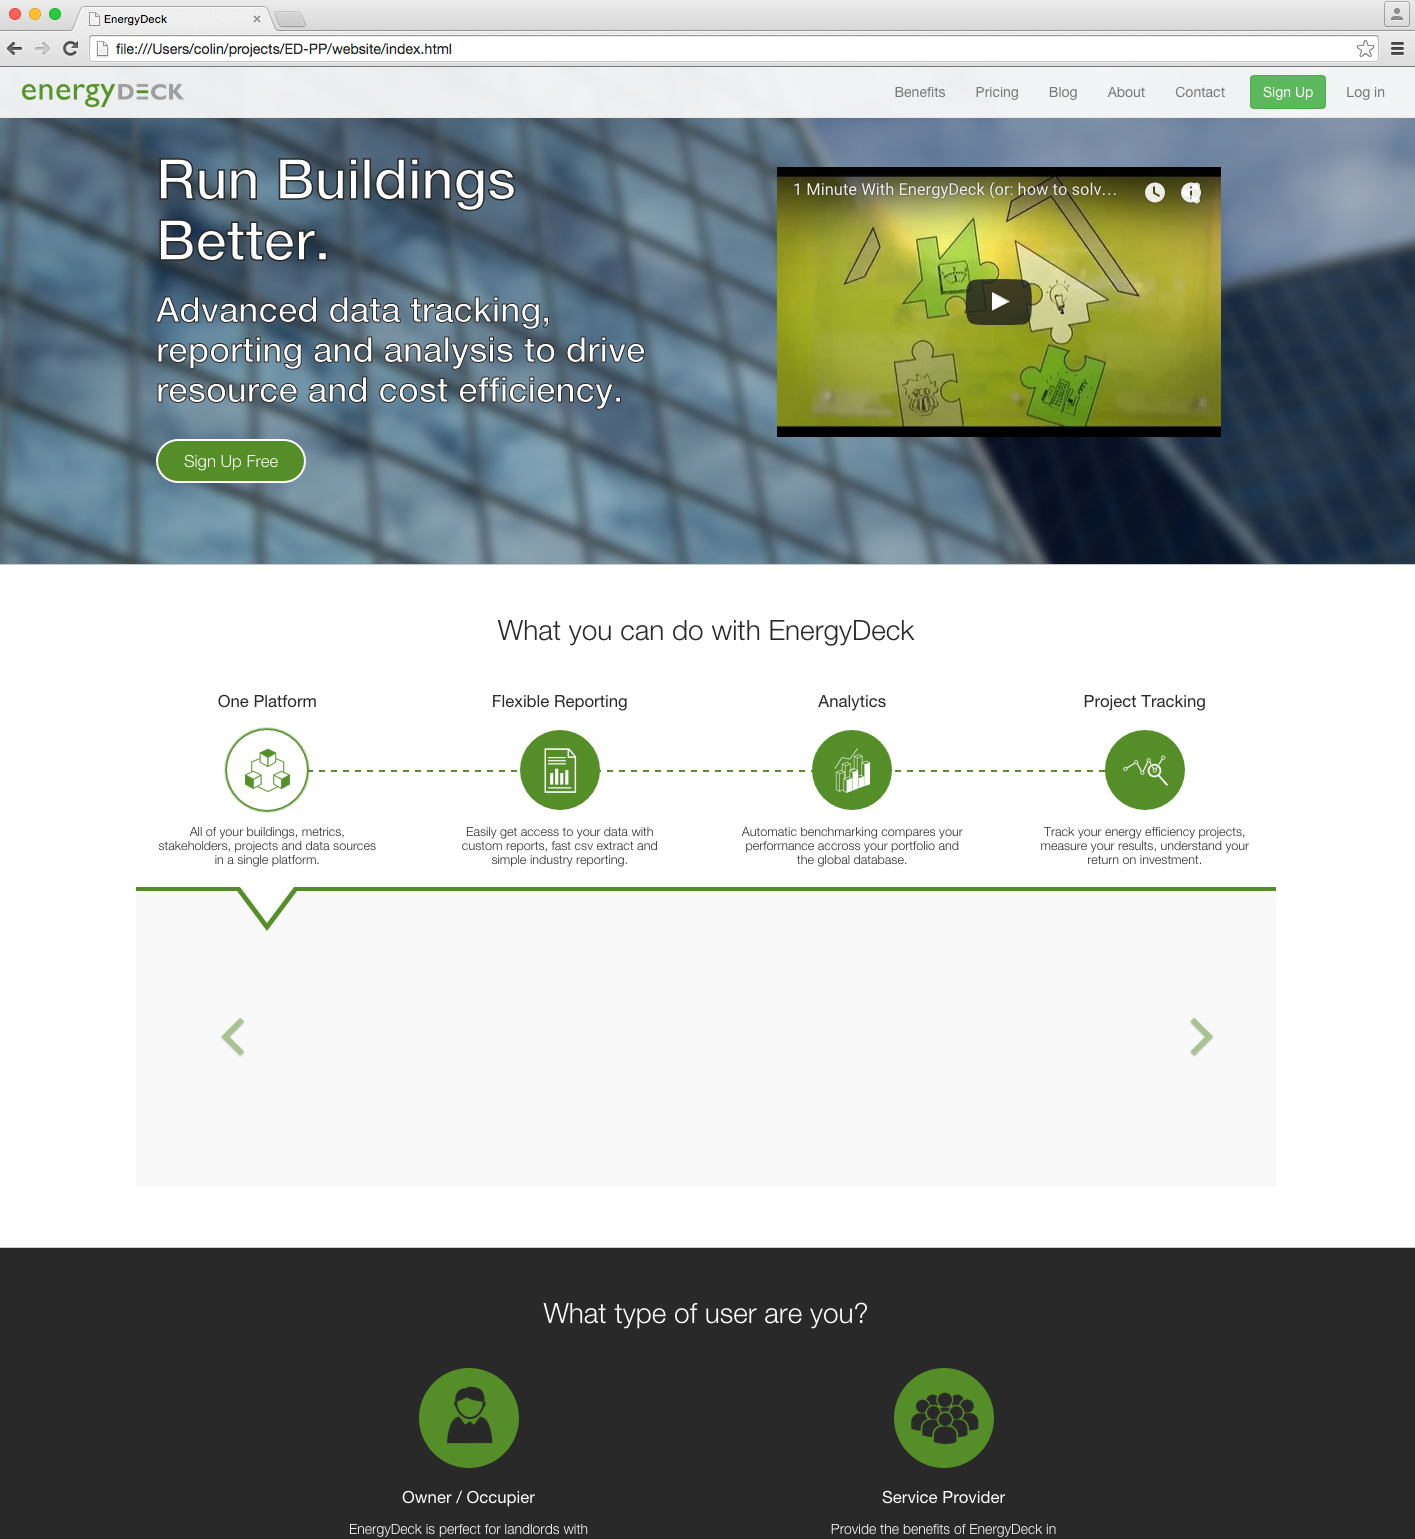 EnergyDeck
file:///Users/colin/projects/ED-PP/website/index.html
energyDECK
Benefits
Pricing
Blog
About
Contact
Sign Up
Log in
Run Buildings
Better.
Advanced data tracking,
reporting and analysis to drive
resource and cost efficiency.
Sign Up Free
1 Minute With EnergyDeck (or: how to solv...
What you can do with EnergyDeck
One Platform
All of your buildings, metrics,
stakeholders, projects and data sources
in a single platform.
Flexible Reporting
Easily get access to your data with
custom reports, fast csv extract and
simple industry reporting.
Analytics
Automatic benchmarking compares your
performance accross your portfolio and
the global database.
Project Tracking
Track your energy efficiency projects,
measure your results, understand your
return on investment.
What type of user are you?
Owner / Occupier
EnergyDeck is perfect for landlords with
Service Provider
Provide the benefits of EnergyDeck in